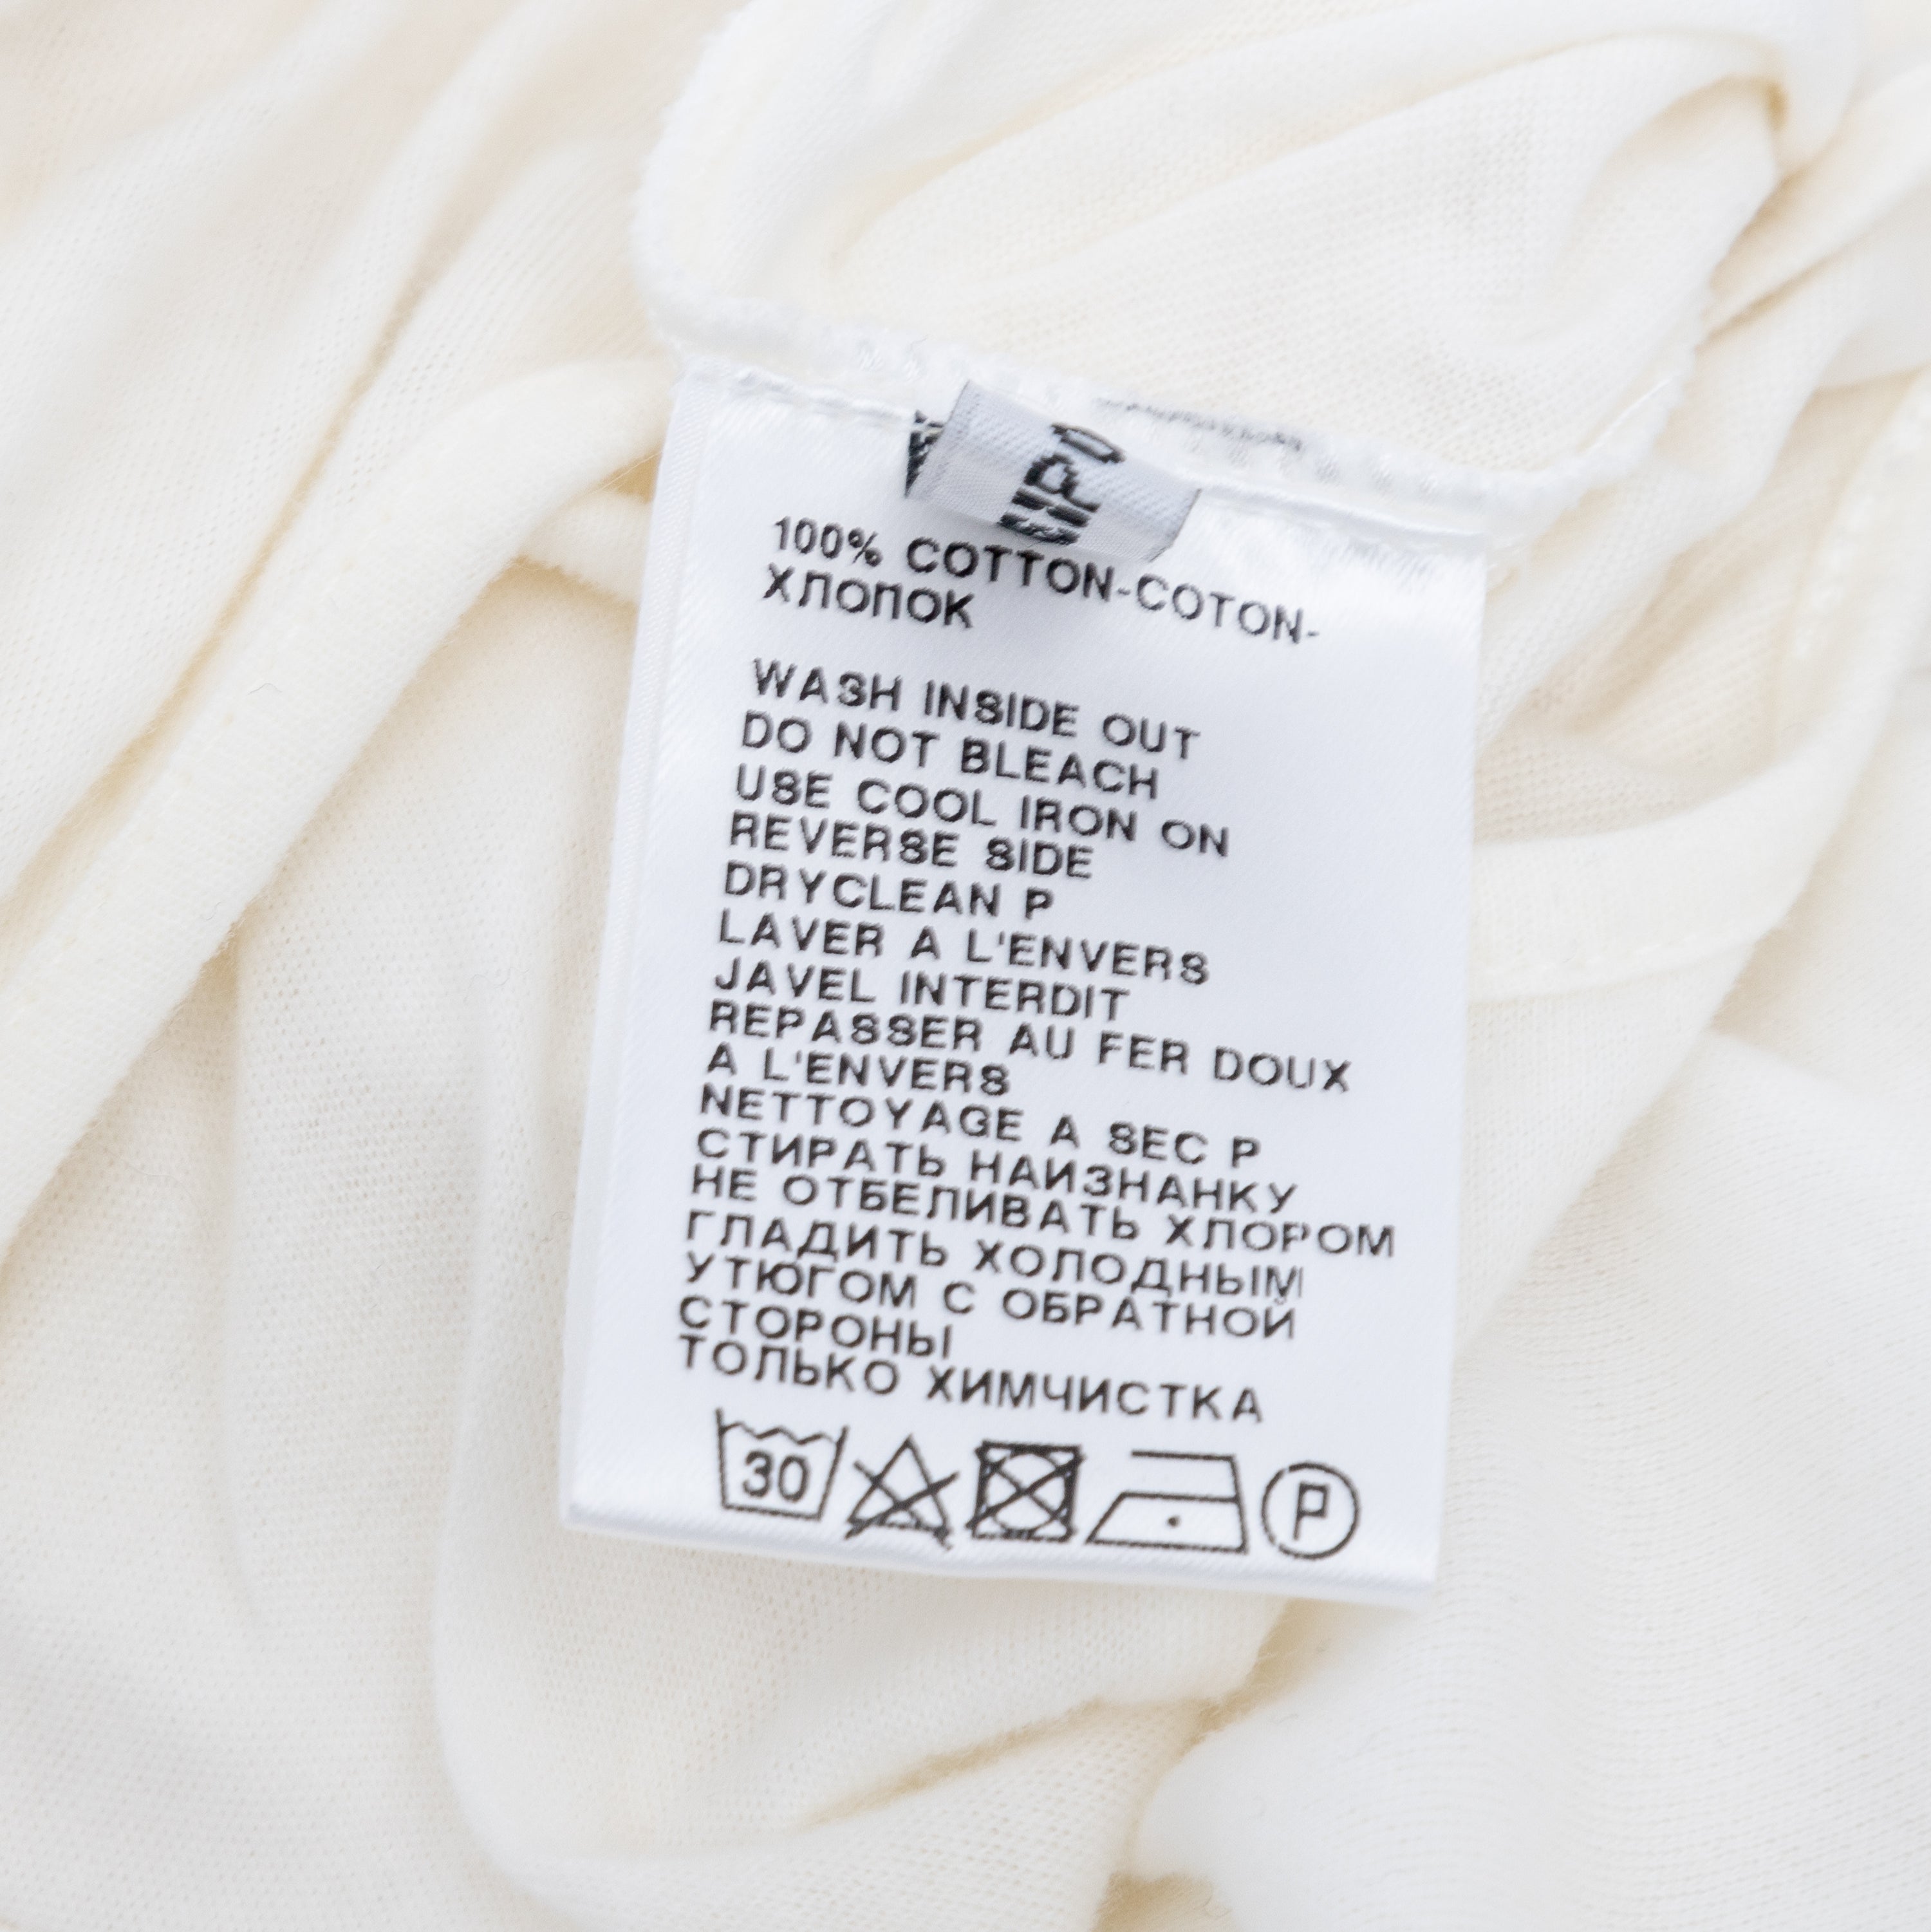 100% COTTON-COTON-
ХЛОПОК
WASH INSIDE OUT
DO NOT BLEACH
USE COOL IRON ON
REVERSE SIDE
DRYCLEAN P
LAVER A L'ENVERS
JAVEL INTERDIT
REPASSER AU FER DOUX
A L'ENVERS
NETTOYAGE A SEC P
СТИРАТЬ НАИЗНАНКУ
НЕ ОТБЕЛИВАТЬ ХЛОРОМ
ГЛАДИТЬ ХОЛОДНЫМ
УТЮГОМ С ОБРАТНОЙ
СТОРОНЫ
ТОЛЬКО ХИМЧИСТКА
30 P